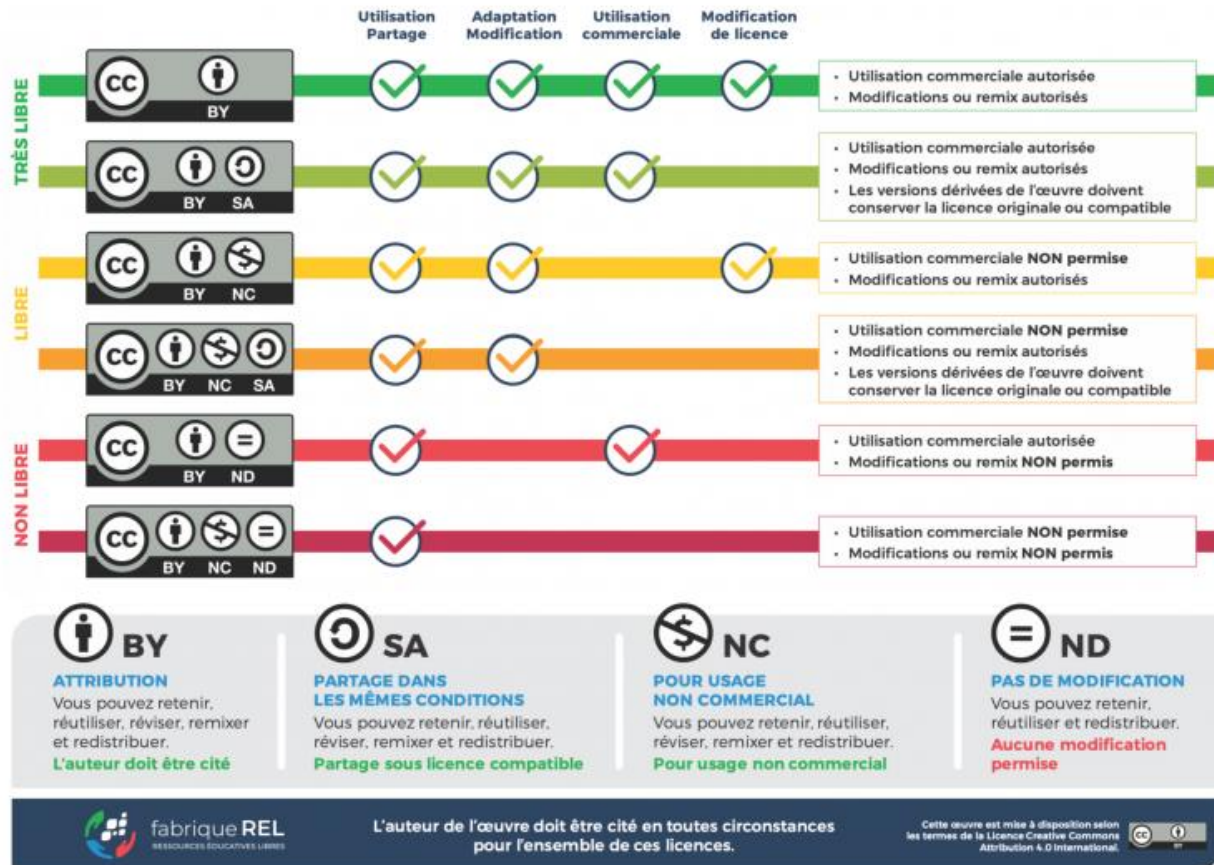 Utilisation
Partage
Adaptation
Modification
Utilisation
commerciale
Modification
de licence
TRÈS LIBRE
CC
BY
• Utilisation commerciale autorisée
• Modifications ou remix autorisés
CC
BY SA
• Utilisation commerciale autorisée
• Modifications ou remix autorisés
• Les versions dérivées de l'œuvre doivent
conserver la licence originale ou compatible
LIBRE
CC
BY NC
• Utilisation commerciale NON permise
• Modifications ou remix autorisés
CC
BY NC SA
• Utilisation commerciale NON permise
• Modifications ou remix autorisés
• Les versions dérivées de l'œuvre doivent
conserver la licence originale ou compatible
NON LIBRE
CC
BY ND
• Utilisation commerciale autorisée
• Modifications ou remix NON permis
CC
BY NC ND
• Utilisation commerciale NON permise
• Modifications ou remix NON permis
BY
ATTRIBUTION
Vous pouvez retenir,
réutiliser, réviser, remixer
et redistribuer.
L'auteur doit être cité
SA
PARTAGE DANS
LES MÊMES CONDITIONS
Vous pouvez retenir, réutiliser,
réviser, remixer et redistribuer.
Partage sous licence compatible
NC
POUR USAGE
NON COMMERCIAL
Vous pouvez retenir, réutiliser,
réviser, remixer et redistribuer.
Pour usage non commercial
ND
PAS DE MODIFICATION
Vous pouvez retenir,
réutiliser et redistribuer.
Aucune modification
permise
fabrique REL
RESSOURCES ÉDUCATIVES LIBRES
L'auteur de l'œuvre doit être cité en toutes circonstances
pour l'ensemble de ces licences.
Cette œuvre est mise à disposition selon
les termes de la Licence Creative Commons
Attribution 4.0 International.
CC
BY